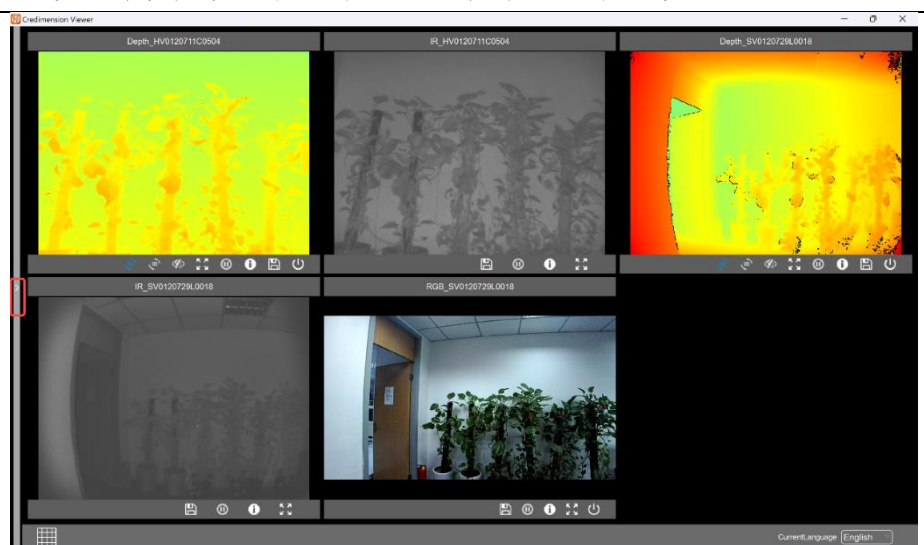 Credimension Viewer
Depth_HV0120711C0504
IR_HV0120711C0504
Depth_SV0120729L0018
IR_SV0120729L0018
RGB_SV0120729L0018
CurrentLanguage English